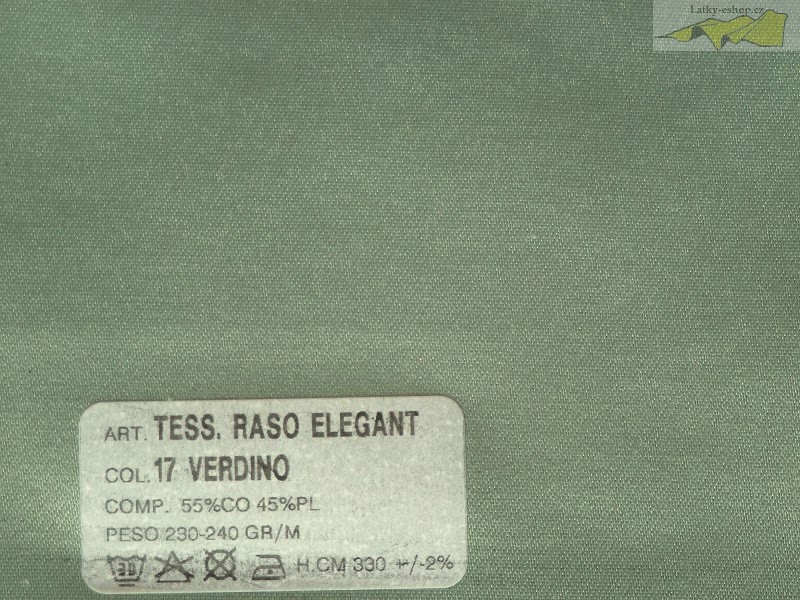 Latky-eshop.cz
ART. TESS. RASO ELEGANT
COL. 17 VERDINO
COMP. 55%CO 45%PL
PESO 230-240 GR/M
30 H.CM 330 +/-2%